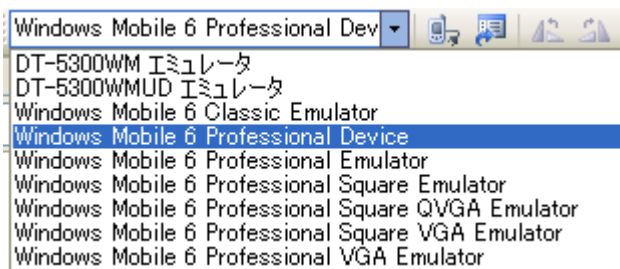 Windows Mobile 6 Professional Dev
DT-5300WM エミュレータ
DT-5300WMUD エミュレータ
Windows Mobile 6 Classic Emulator
Windows Mobile 6 Professional Device
Windows Mobile 6 Professional Emulator
Windows Mobile 6 Professional Square Emulator
Windows Mobile 6 Professional Square QVGA Emulator
Windows Mobile 6 Professional Square VGA Emulator
Windows Mobile 6 Professional VGA Emulator